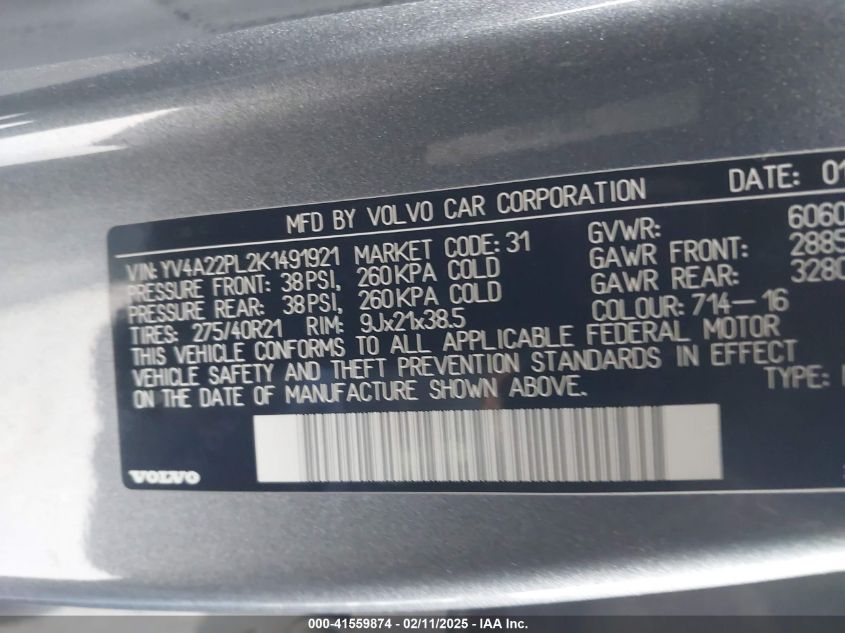 MFD BY VOLVO CAR CORPORATION DATE: 01
VIN: YV4A22PL2K1491921 MARKET CODE: 31 GVWR: 6060
PRESSURE FRONT: 38PSI, 260KPA COLD GAWR FRONT: 2885
PRESSURE REAR: 38PSI, 260KPA COLD GAWR REAR: 3280
TIRES: 275/40R21 RIM: 9Jx21x38.5 COLOUR: 714-16
THIS VEHICLE CONFORMS TO ALL APPLICABLE FEDERAL MOTOR
VEHICLE SAFETY AND THEFT PREVENTION STANDARDS IN EFFECT
ON THE DATE OF MANUFACTURE SHOWN ABOVE. TYPE:
VOLVO
000-41559874 - 02/11/2025 - IAA Inc.